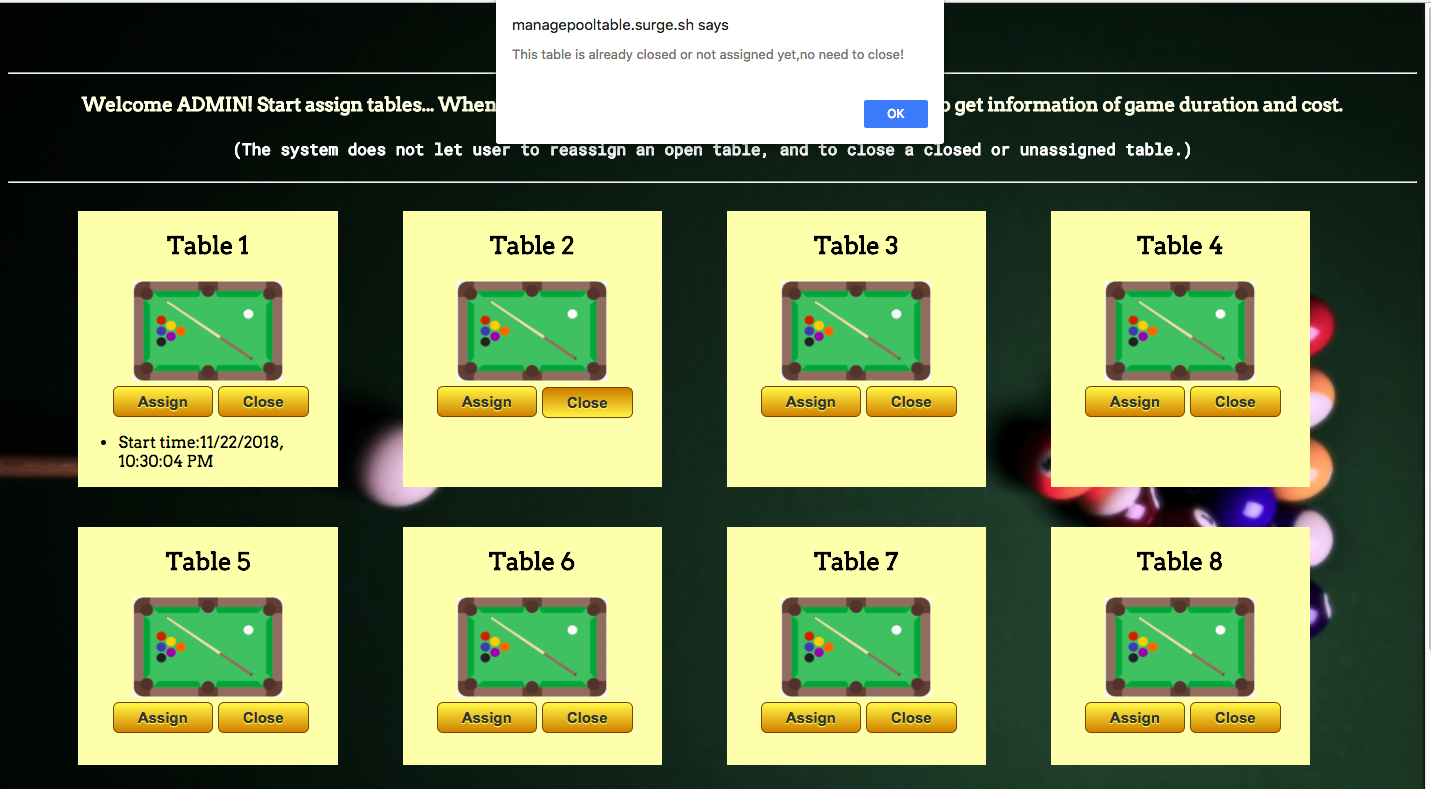 managepooltable.surge.sh says
This table is already closed or not assigned yet,no need to close!
OK
Welcome ADMIN! Start assign tables... When
to get information of game duration and cost.
(The system does not let user to reassign an open table, and to close a closed or unassigned table.)
Table 1
Table 2
Table 3
Table 4
Assign Close
Assign Close
Assign Close
Assign Close
• Start time:11/22/2018,
10:30:04 PM
Table 5
Table 6
Table 7
Table 8
Assign Close
Assign Close
Assign Close
Assign Close